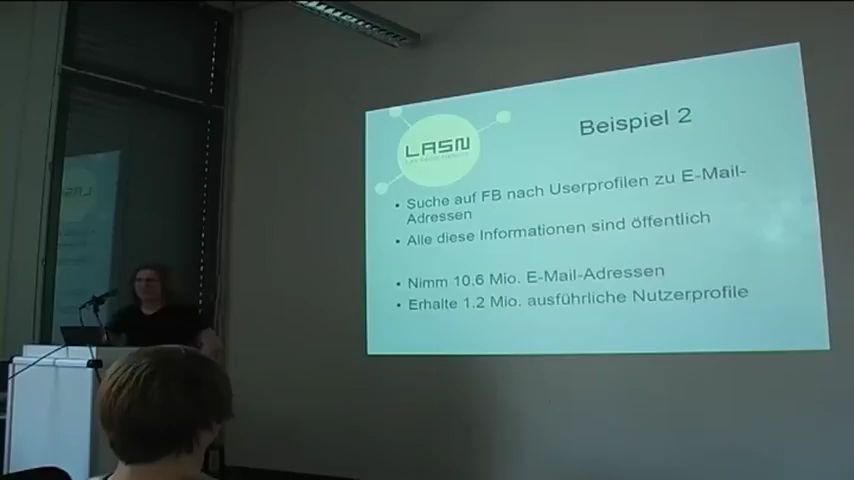 LASN
Beispiel 2
• Suche auf FB nach Userprofilen zu E-Mail-
Adressen
• Alle diese Informationen sind öffentlich
• Nimm 10.6 Mio. E-Mail-Adressen
• Erhalte 1.2 Mio. ausführliche Nutzerprofile